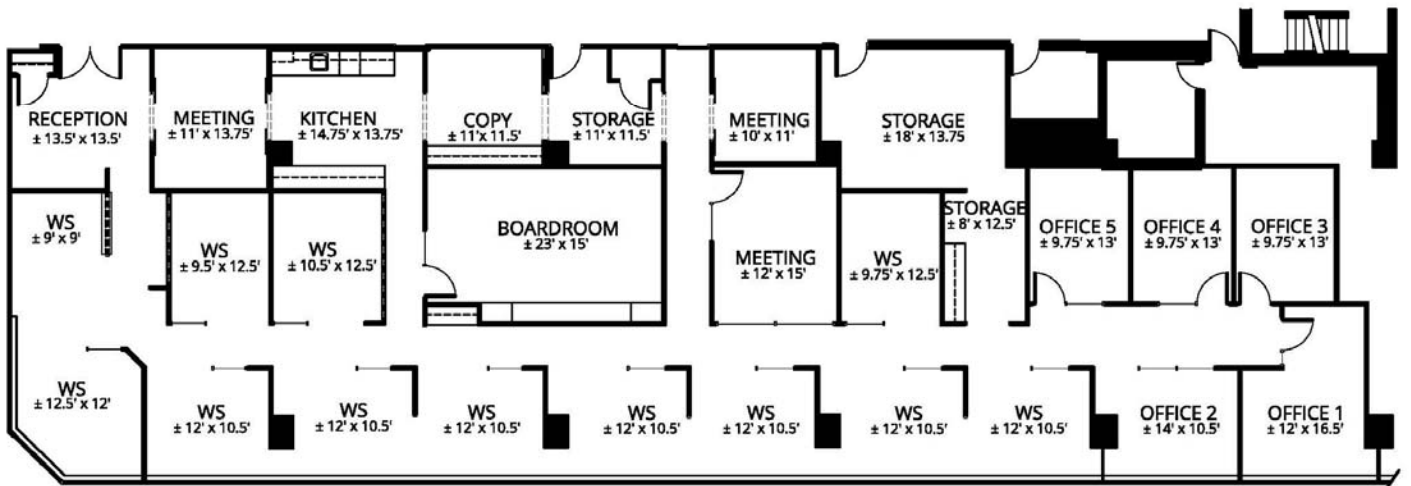 RECEPTION
± 13.5' x 13.5'
MEETING
± 11' x 13.75'
KITCHEN
± 14.75' x 13.75'
COPY
± 11'x 11.5'
STORAGE
± 11' x 11.5'
MEETING
± 10' x 11'
STORAGE
± 18' x 13.75
WS
± 9' x 9'
WS
± 9.5' x 12.5'
WS
± 10.5' x 12.5'
BOARDROOM
± 23' x 15'
MEETING
± 12' x 15'
WS
± 9.75' x 12.5'
STORAGE
± 8' x 12.5'
OFFICE 5
± 9.75' x 13'
OFFICE 4
± 9.75' x 13'
OFFICE 3
± 9.75' x 13'
WS
± 12.5' x 12'
WS
± 12' x 10.5'
WS
± 12' x 10.5'
WS
± 12' x 10.5'
WS
± 12' x 10.5'
WS
± 12' x 10.5'
WS
± 12' x 10.5'
WS
± 12' x 10.5'
OFFICE 2
± 14' x 10.5'
OFFICE 1
± 12' x 16.5'